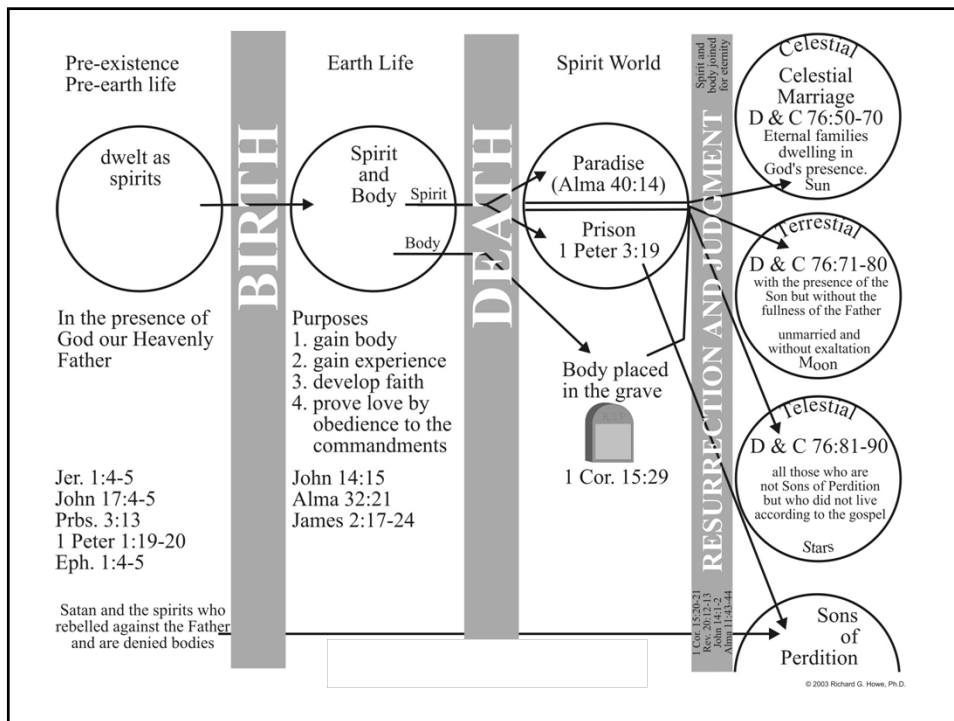 Pre-existence
Pre-earth life
dwelt as
spirits
In the presence of
God our Heavenly
Father
Jer. 1:4-5
John 17:4-5
Prbs. 3:13
1 Peter 1:19-20
Eph. 1:4-5
Satan and the spirits who
rebelled against the Father
and are denied bodies
BIRTH
Earth Life
Spirit
and
Body
Spirit
Body
Purposes
1. gain body
2. gain experience
3. develop faith
4. prove love by
obedience to the
commandments
John 14:15
Alma 32:21
James 2:17-24
DEATH
Spirit World
Paradise
(Alma 40:14)
Prison
1 Peter 3:19
Body placed
in the grave
R.I.P.
1 Cor. 15:29
Spirit and
body joined
for eternity
RESURRECTION AND JUDGMENT
1 Cor. 15:20-21
Rev. 20:12-13
John 14:1-2
Alma 11:43-44
Celestial
Celestial
Marriage
D & C 76:50-70
Eternal families
dwelling in
God's presence.
Sun
Terrestial
D & C 76:71-80
with the presence of the
Son but without the
fullness of the Father
unmarried and
without exaltation
Moon
Telestial
D & C 76:81-90
all those who are
not Sons of Perdition
but who did not live
according to the gospel
Stars
Sons
of
Perdition
© 2003 Richard G. Howe, Ph.D.